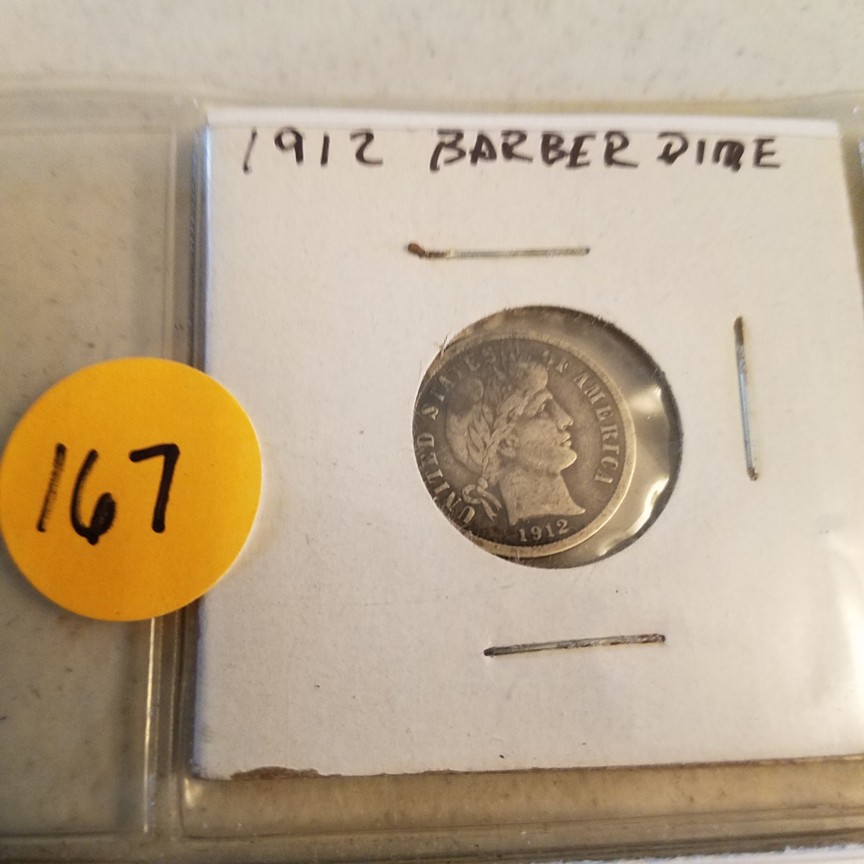 1912 BARBER DIME
167
UNITED STATES OF AMERICA
1912